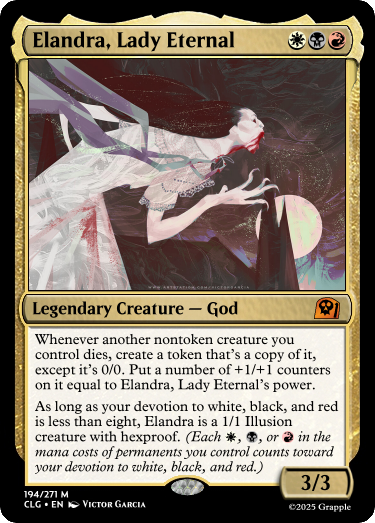 Elandra, Lady Eternal
WWW.ARTSTATION.COM/VICTORGARCIA
Legendary Creature — God
Whenever another nontoken creature you
control dies, create a token that's a copy of it,
except it's 0/0. Put a number of +1/+1 counters
on it equal to Elandra, Lady Eternal's power.
As long as your devotion to white, black, and red
is less than eight, Elandra is a 1/1 Illusion
creature with hexproof. (Each , , or in the
mana costs of permanents you control counts toward
your devotion to white, black, and red.)
3/3
194/271 M
CLG • EN VICTOR GARCIA
©2025 Grapple